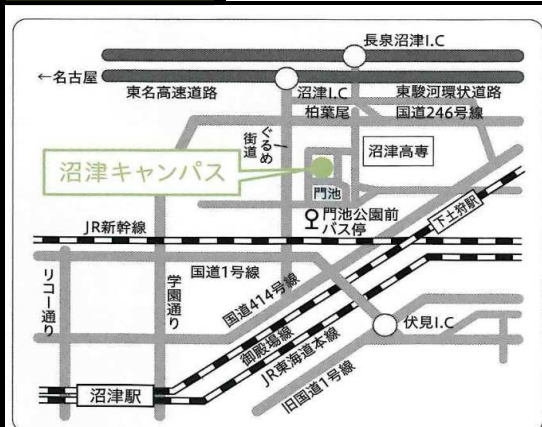 長泉沼津I.C
←名古屋
東名高速道路
沼津I.C
東駿河環状道路
柏葉尾
国道246号線
ぐるめ
街道
沼津高専
沼津キャンパス
門池
門池公園前
バス停
下土狩駅
JR新幹線
国道1号線
リコー通り
学園通り
国道414号線
伏見I.C
御殿場線
JR東海道本線
旧国道1号線
沼津駅